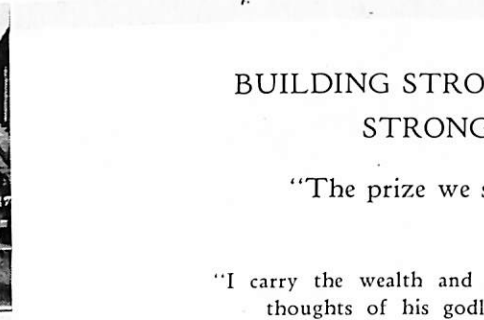 BUILDING STRO
STRONG
“The prize we s
“I carry the wealth and
thoughts of his godl